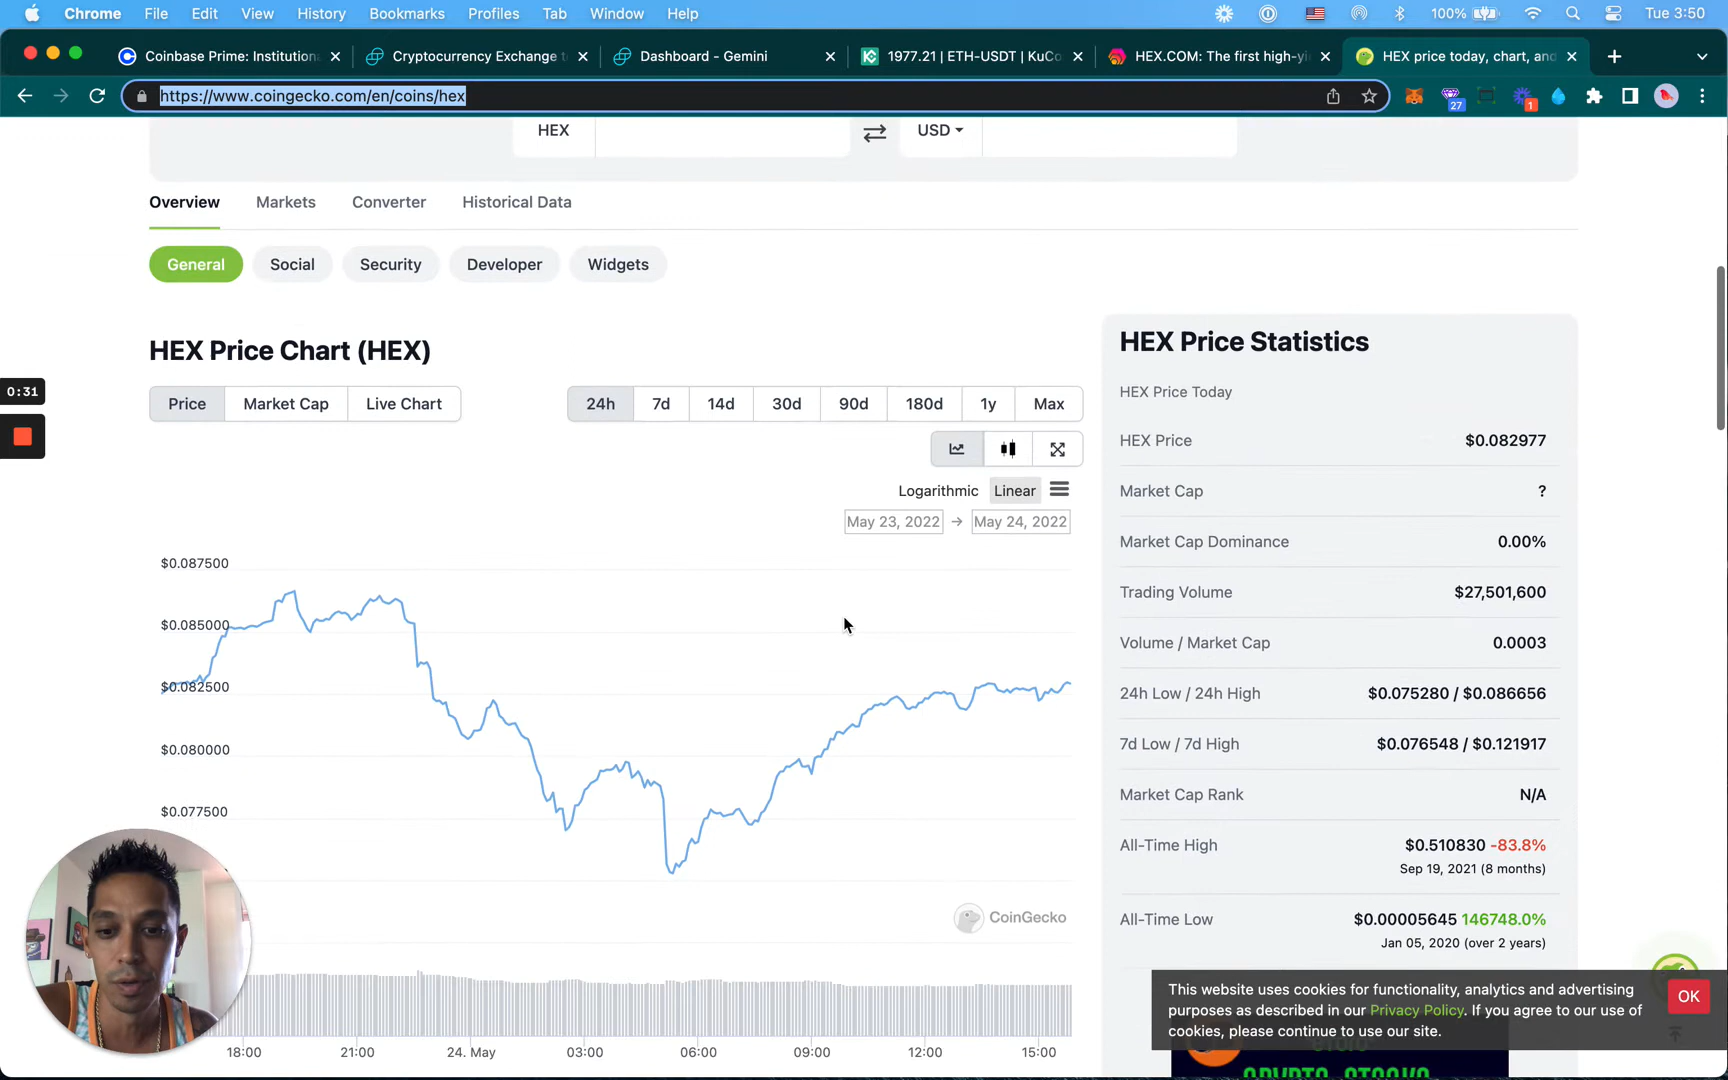 Chrome File Edit View History Bookmarks Profiles Tab Window Help 100% Tue 3:50
Coinbase Prime: Institutiona Cryptocurrency Exchange to Dashboard - Gemini 1977.21 | ETH-USDT | KuCo HEX.COM: The first high-yi HEX price today, chart, and
https://www.coingecko.com/en/coins/hex 27 1
HEX USD
Overview Markets Converter Historical Data
General Social Security Developer Widgets
HEX Price Chart (HEX)
Price Market Cap Live Chart
24h 7d 14d 30d 90d 180d 1y Max
Logarithmic Linear
May 23, 2022 → May 24, 2022
$0.087500
$0.085000
$0.082500
$0.080000
$0.077500
CoinGecko
18:00 21:00 24. May 03:00 06:00 09:00 12:00 15:00
0:31
HEX Price Statistics
HEX Price Today
HEX Price $0.082977
Market Cap ?
Market Cap Dominance 0.00%
Trading Volume $27,501,600
Volume / Market Cap 0.0003
24h Low / 24h High $0.075280 / $0.086656
7d Low / 7d High $0.076548 / $0.121917
Market Cap Rank N/A
All-Time High $0.510830 -83.8%
Sep 19, 2021 (8 months)
All-Time Low $0.00005645 146748.0%
Jan 05, 2020 (over 2 years)
This website uses cookies for functionality, analytics and advertising
purposes as described in our Privacy Policy. If you agree to our use of
cookies, please continue to use our site.
OK
eToro
CRYPTO STACKS